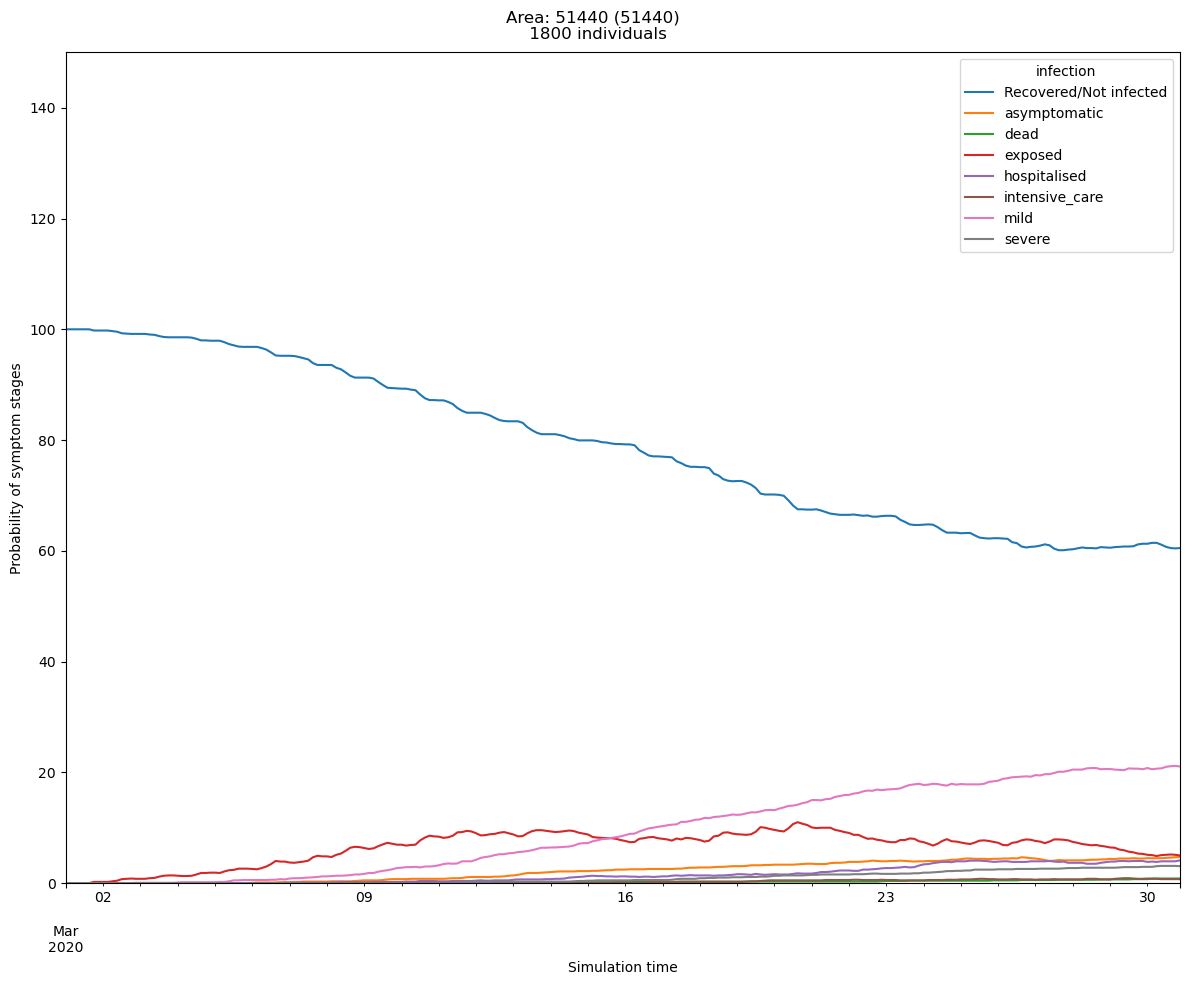 Area: 51440 (51440)
1800 individuals
infection
Recovered/Not infected
asymptomatic
dead
exposed
hospitalised
intensive_care
mild
severe
Probability of symptom stages
140
120
100
80
60
40
20
0
02
09
16
23
30
Mar
2020
Simulation time